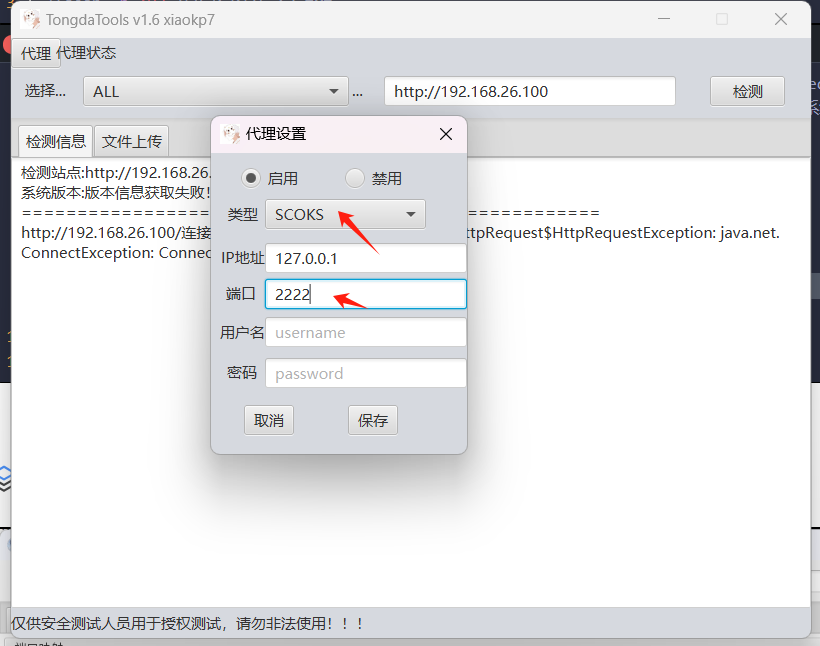 TongdaTools v1.6 xiaokp7
代理 代理状态
选择... ALL ... http://192.168.26.100 检测
检测信息 文件上传
检测站点:http://192.168.26.
系统版本:版本信息获取失败!
http://192.168.26.100/连接 ttpRequest$HttpRequestException: java.net.
ConnectException: Connec
代理设置
启用 禁用
类型 SCOKS
IP地址 127.0.0.1
端口 2222
用户名 username
密码 password
取消 保存
仅供安全测试人员用于授权测试，请勿非法使用！！！